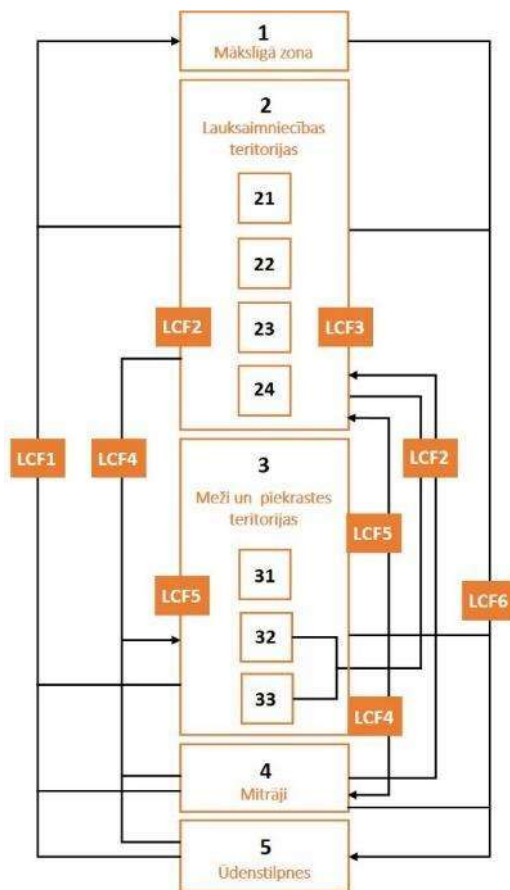 1
Mākslīgā zona
2
Lauksaimniecības
teritorijas
21
22
LCF2
23
LCF3
24
LCF1
LCF4
LCF2
3
Meži un piekrastes
teritorijas
LCF5
31
LCF5
LCF6
32
33
LCF4
4
Mitrāji
5
Ūdenstilpnes